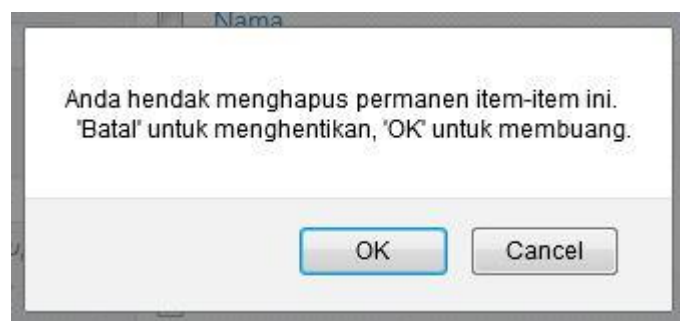 Nama
Anda hendak menghapus permanen item-item ini.
'Batal' untuk menghentikan, 'OK' untuk membuang.
OK
Cancel